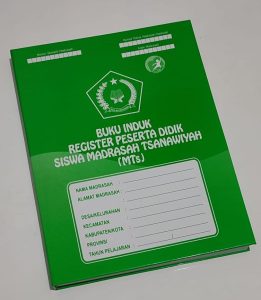 BUKU INDUK
REGISTER PESERTA DIDIK
SISWA MADRASAH TSANAWIYAH
(MTs)
NAMA MADRASAH :
ALAMAT MADRASAH :
DESA/KELURAHAN :
KECAMATAN :
KABUPATEN/KOTA :
PROVINSI :
TAHUN PELAJARAN :